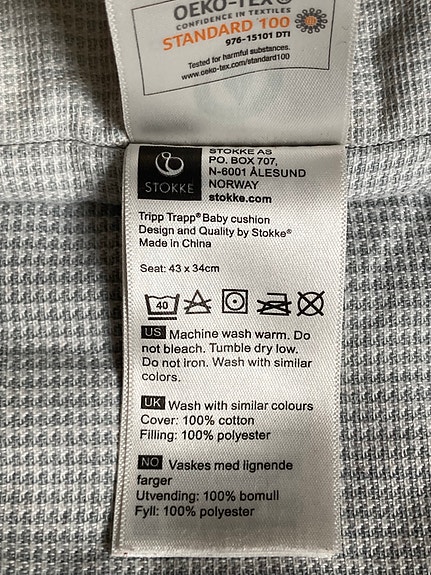 OEKO-TEX®
CONFIDENCE IN TEXTILES
STANDARD 100
976-15101 DTI
Tested for harmful substances.
www.oeko-tex.com/standard100
STOKKE AS
PO. BOX 707,
N-6001 ÅLESUND
NORWAY
stokke.com
STOKKE
Tripp Trapp® Baby cushion
Design and Quality by Stokke®
Made in China
Seat: 43 x 34cm
40
US Machine wash warm. Do
not bleach. Tumble dry low.
Do not iron. Wash with similar
colors.
UK Wash with similar colours
Cover: 100% cotton
Filling: 100% polyester
NO Vaskes med lignende
farger
Utvending: 100% bomull
Fyll: 100% polyester